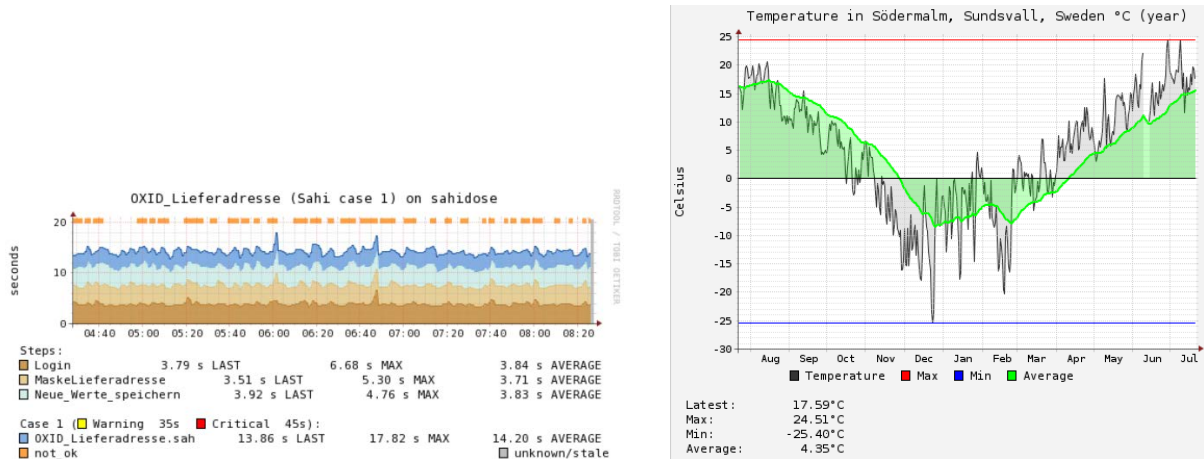 OXID_Lieferadresse (Sahi case 1) on sahidose
RRDTOOL / TOBI OETIKER
seconds
20
10
0
04:40 05:00 05:20 05:40 06:00 06:20 06:40 07:00 07:20 07:40 08:00 08:20
Steps:
Login 3.79 s LAST 6.68 s MAX 3.84 s AVERAGE
MaskeLieferadresse 3.51 s LAST 5.30 s MAX 3.71 s AVERAGE
Neue_Werte_speichern 3.92 s LAST 4.76 s MAX 3.83 s AVERAGE
Case 1 ( Warning 35s Critical 45s):
OXID_Lieferadresse.sah 13.86 s LAST 17.82 s MAX 14.20 s AVERAGE
not_ok unknown/stale
Temperature in Södermalm, Sundsvall, Sweden °C (year)
Celsius
25
20
15
10
5
0
-5
-10
-15
-20
-25
-30
Aug Sep Oct Nov Dec Jan Feb Mar Apr May Jun Jul
Temperature Max Min Average
Latest: 17.59°C
Max: 24.51°C
Min: -25.40°C
Average: 4.35°C